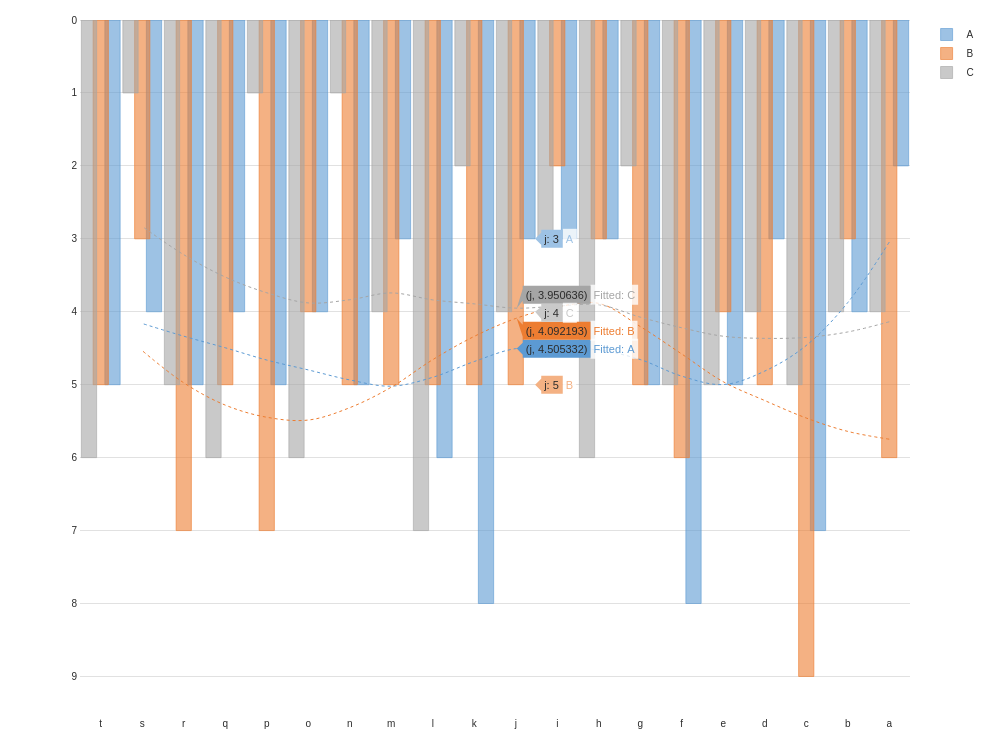 0
A
B
C
1
2
3
j: 3 A
(j, 3.950636) Fitted: C
4
j: 4 C
(j, 4.092193) Fitted: B
(j, 4.505332) Fitted: A
5
j: 5 B
6
7
8
9
t s r q p o n m l k j i h g f e d c b a